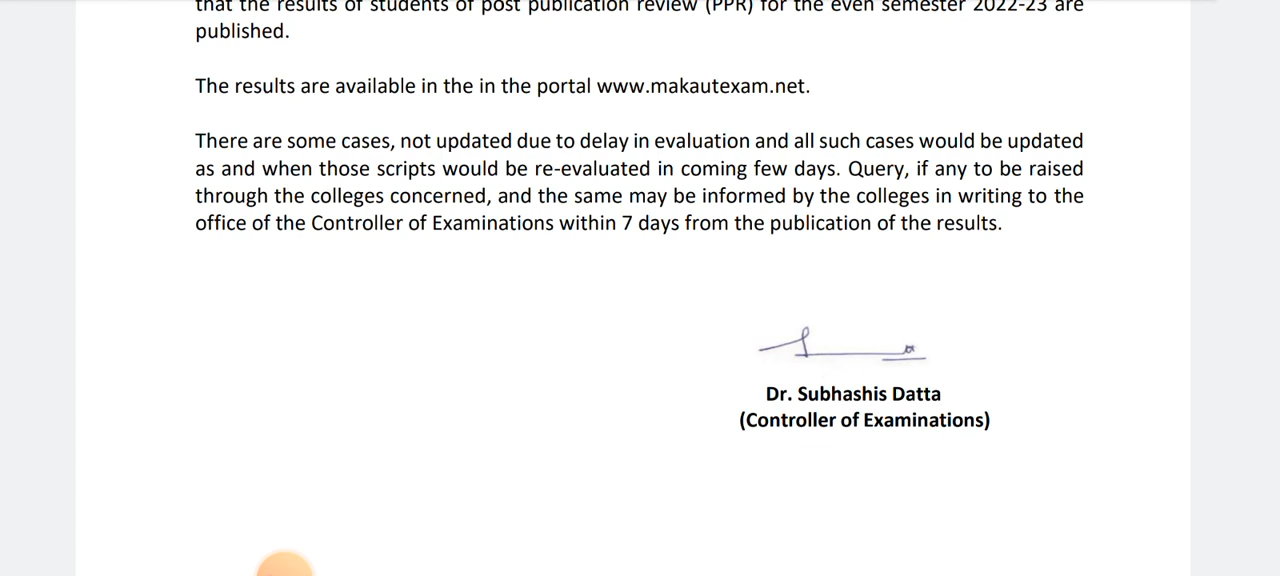 that the results of students of post publication review (PPR) for the even semester 2022-23 are
published.
The results are available in the in the portal www.makautexam.net.
There are some cases, not updated due to delay in evaluation and all such cases would be updated
as and when those scripts would be re-evaluated in coming few days. Query, if any to be raised
through the colleges concerned, and the same may be informed by the colleges in writing to the
office of the Controller of Examinations within 7 days from the publication of the results.
Dr. Subhashis Datta
(Controller of Examinations)